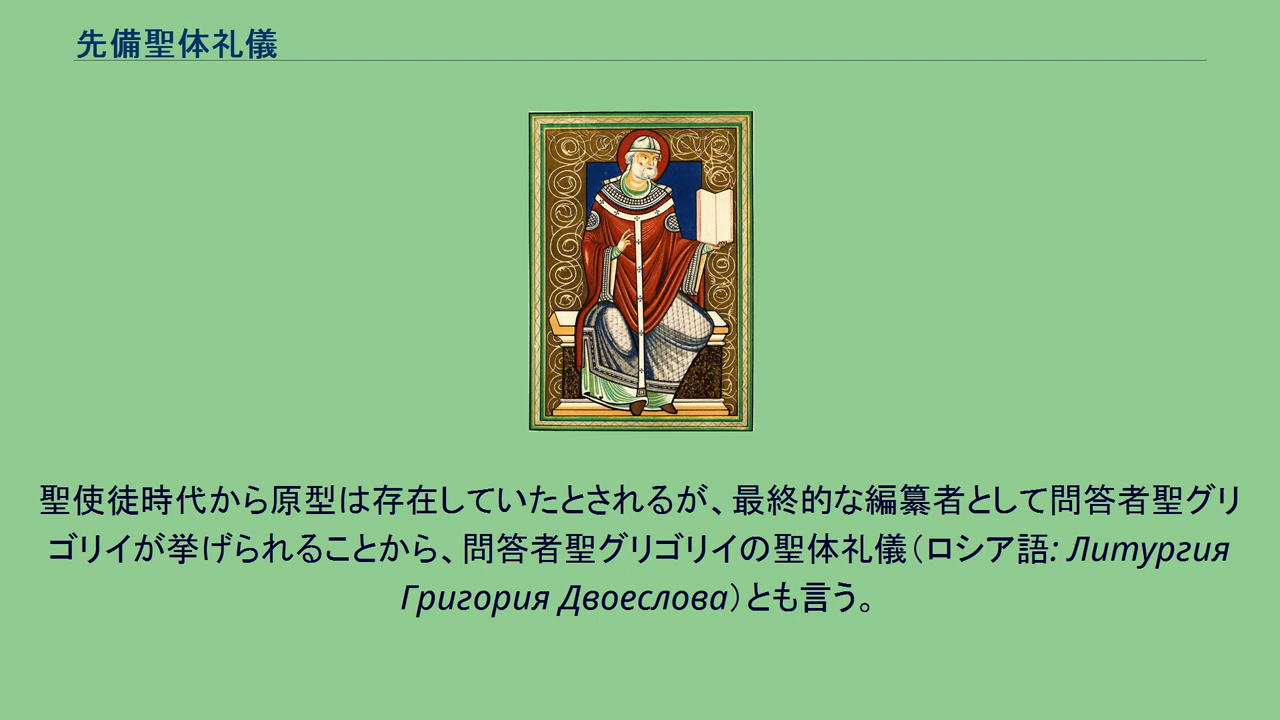 先備聖体礼儀
聖使徒時代から原型は存在していたとされるが、最終的な編纂者として問答者聖グリ
ゴリイが挙げられることから、問答者聖グリゴリイの聖体礼儀（ロシア語: Литургия
Григория Двоеслова）とも言う。